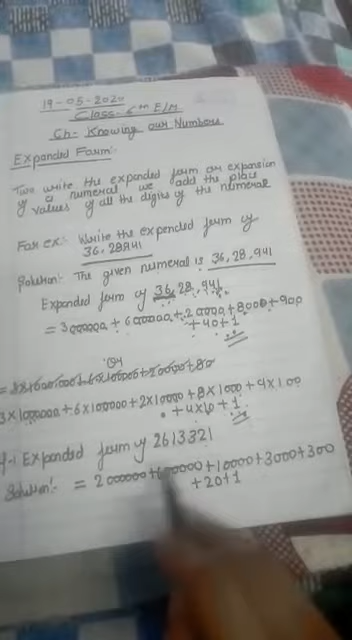 19-05-2020
Class-6th E/M
Ch- Knowing our Numbers
Expanded Form:-
Two write the expanded form or expansion
of a numeral we add the place
values of all the digits of the numeral
For ex:- Write the expended form of
36,28,941
Solution:- The given numeral is 36,28,941
Expanded form of 36,28,941
= 3000000 + 600000 + 20000 + 8000 + 900
+ 40 + 1
OR
3×1000000 + 6×100000 + 2×10000 + 8×1000 + 9×100
+ 4×10 + 1
Expanded form of 2613321
Solution:- = 2000000 + 600000 + 10000 + 3000 + 300
+ 20 + 1